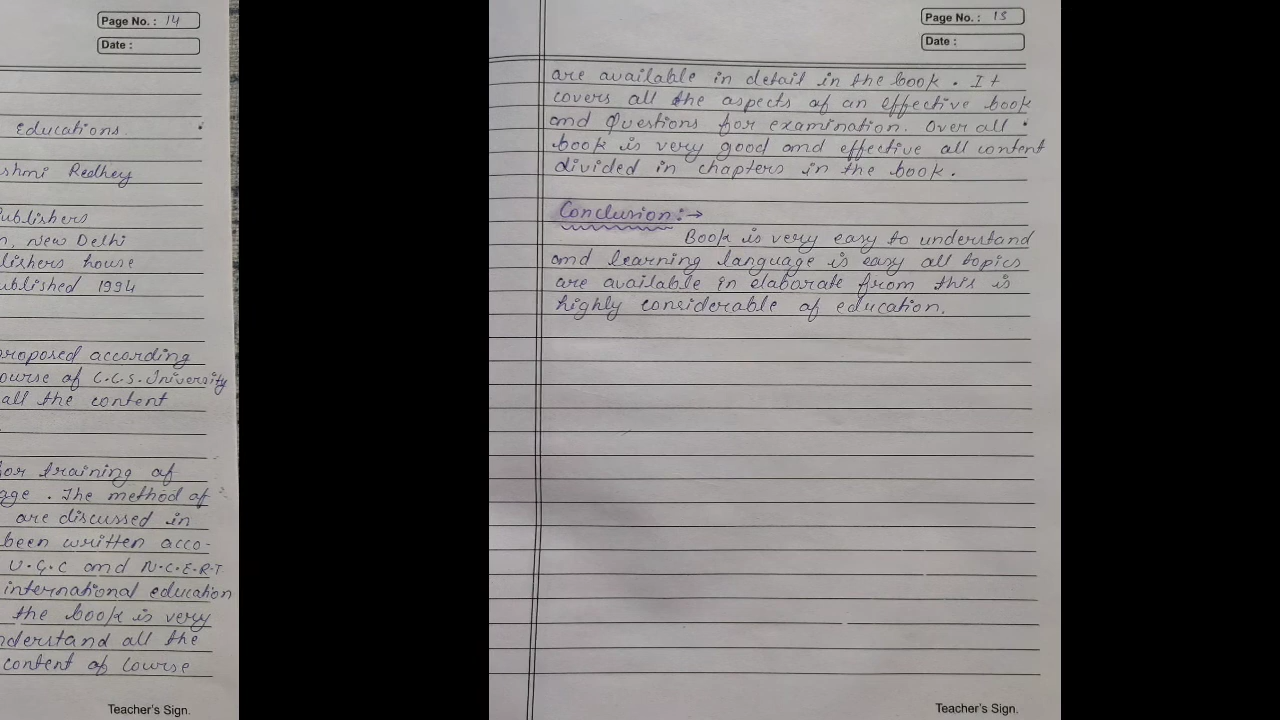 Page No. : 14
Date :
Educations.
shmi Redhey
ublishers
n, New Delhi
lishers house
ublished 1994
proposed according
ourse of C.C.S. University
all the content
for training of
age . The method of
are discussed in
been written acco-
U.G.C and N.C.E.R.T
international education
the book is very
nderstand all the
content of course
Teacher's Sign.
Page No. : 15
Date :
are available in detail in the book . It
covers all the aspects of an effective book
and Questions for examination. Over all
book is very good and effective all content
divided in chapters in the book.
Conclusion:→
Book is very easy to understand
and learning language is easy all topics
are available in elabarate from this is
highly considerable of education.
Teacher's Sign.